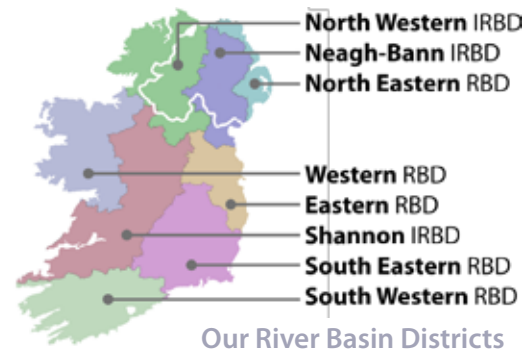 North Western IRBD
Neagh-Bann IRBD
North Eastern RBD
Western RBD
Eastern RBD
Shannon IRBD
South Eastern RBD
South Western RBD
Our River Basin Districts